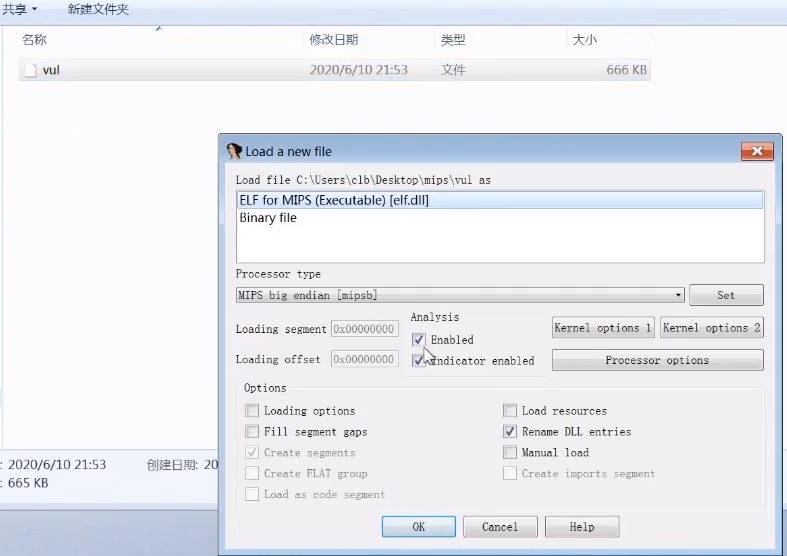 共享 新建文件夹
名称 修改日期 类型 大小
vul 2020/6/10 21:53 文件 666 KB
Load a new file
Load file C:\Users\clb\Desktop\mips\vul as
ELF for MIPS (Executable) [elf.dll]
Binary file
Processor type
MIPS big endian [mipsb] Set
Analysis
Loading segment 0x00000000 Enabled Kernel options 1 Kernel options 2
Loading offset 0x00000000 Indicator enabled Processor options
Options
Loading options Load resources
Fill segment gaps Rename DLL entries
Create segments Manual load
Create FLAT group Create imports segment
Load as code segment
OK Cancel Help
: 2020/6/10 21:53 创建日期: 20
: 665 KB